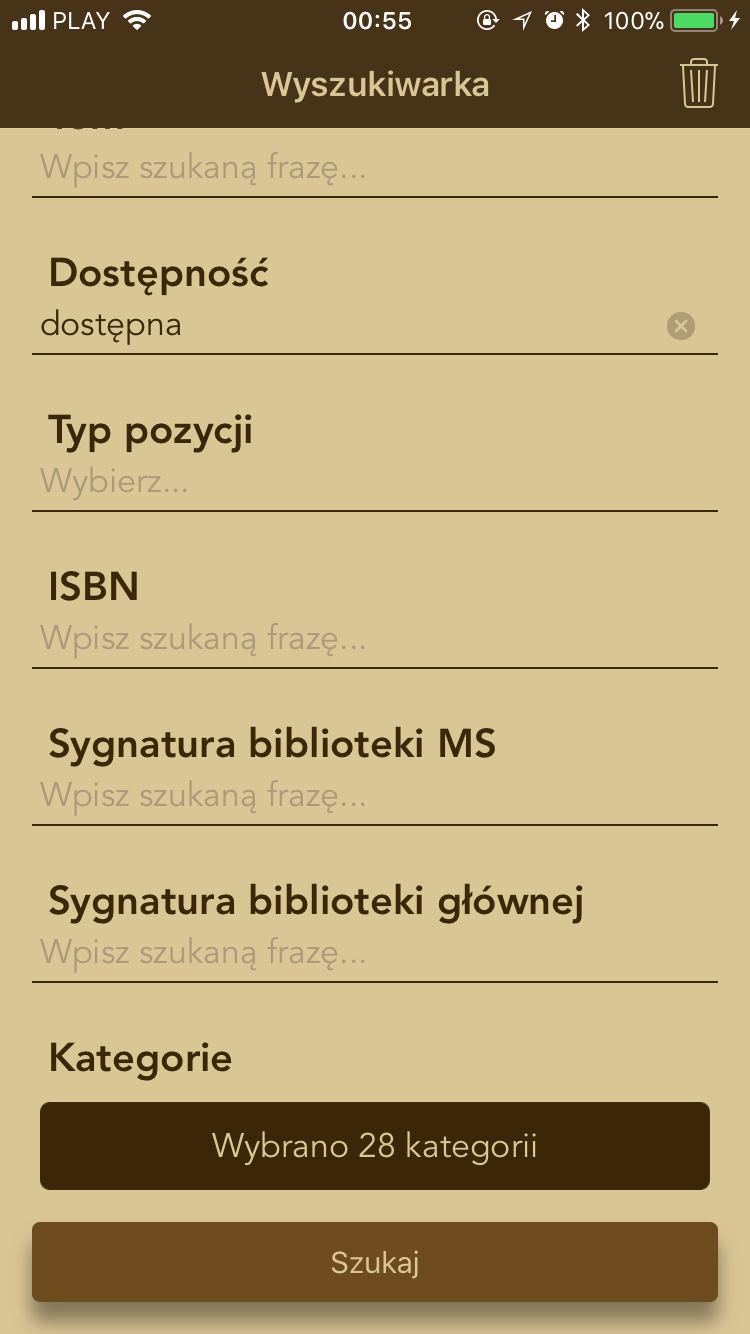 PLAY 00:55 100%
Wyszukiwarka
Wpisz szukaną frazę...
Dostępność
dostępna
Typ pozycji
Wybierz...
ISBN
Wpisz szukaną frazę...
Sygnatura biblioteki MS
Wpisz szukaną frazę...
Sygnatura biblioteki głównej
Wpisz szukaną frazę...
Kategorie
Wybrano 28 kategorii
Szukaj